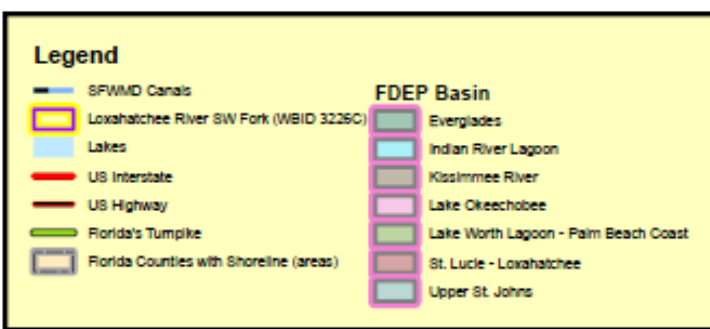 Legend
SFWMD Canals
Loxahatchee River SW Fork (WBID 3226C)
Lakes
US Interstate
US Highway
Florida's Turnpike
Florida Counties with Shoreline (areas)
FDEP Basin
Everglades
Indian River Lagoon
Kissimmee River
Lake Okeechobee
Lake Worth Lagoon - Palm Beach Coast
St. Lucie - Loxahatchee
Upper St. Johns